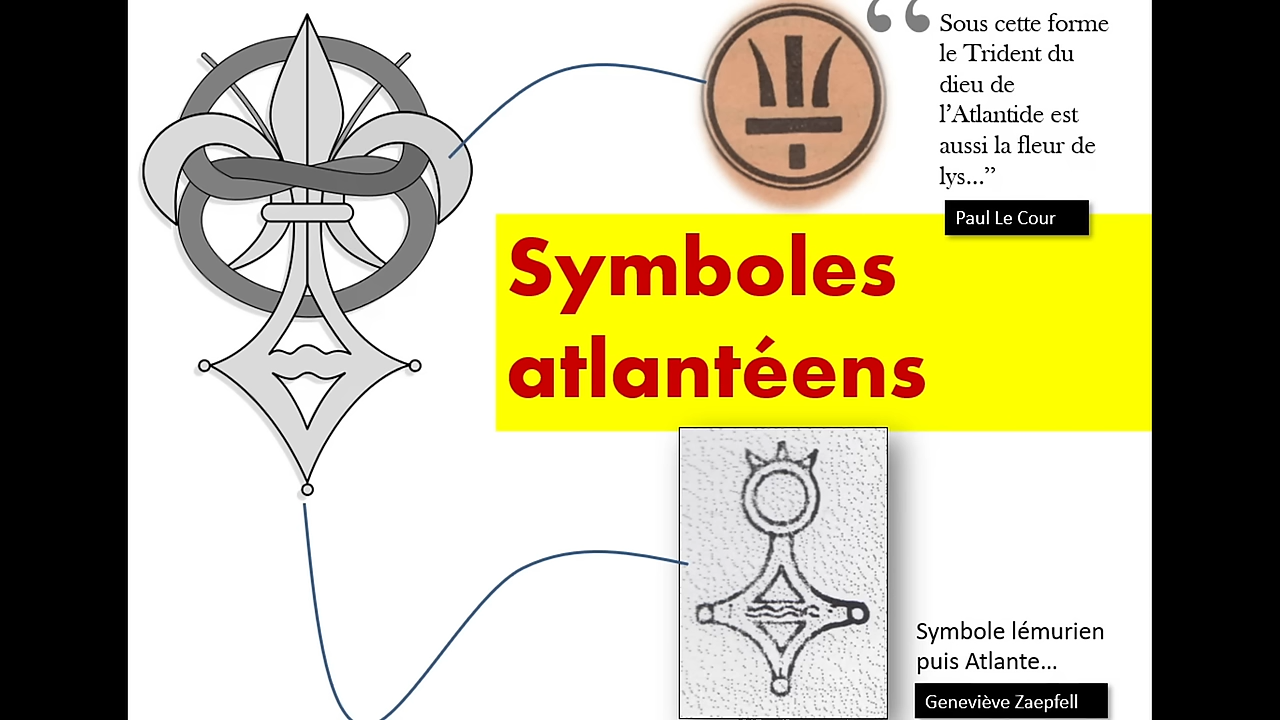 “ Sous cette forme
le Trident du
dieu de
l’Atlantide est
aussi la fleur de
lys...”
Paul Le Cour
Symboles
atlantéens
Symbole lémurien
puis Atlante...
Geneviève Zaepfell